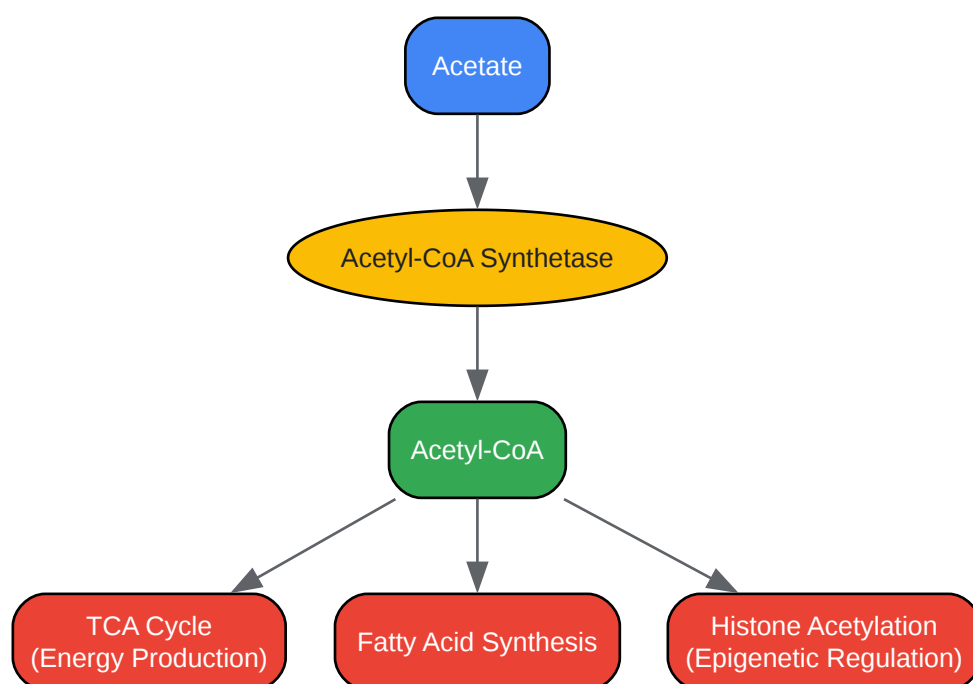 Acetate
Acetyl-CoA Synthetase
Acetyl-CoA
TCA Cycle
(Energy Production)
Fatty Acid Synthesis
Histone Acetylation
(Epigenetic Regulation)